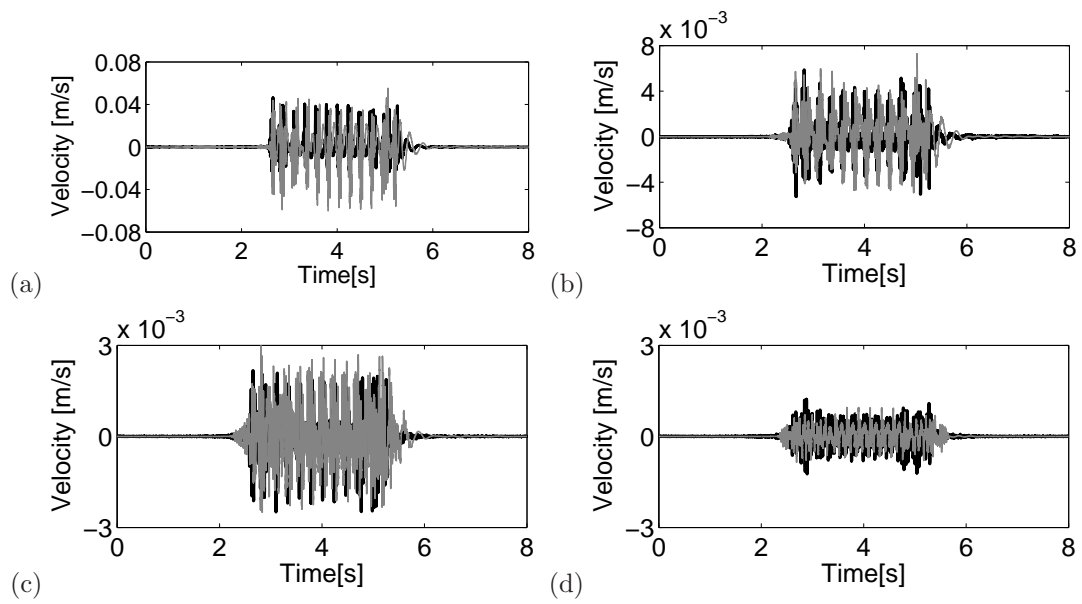 0.08
0.04
0
−0.04
−0.08
Velocity [m/s]
0 2 4 6 8
Time[s]
(a)
x 10−3
8
4
0
−4
−8
Velocity [m/s]
0 2 4 6 8
Time[s]
(b)
x 10−3
3
0
−3
Velocity [m/s]
0 2 4 6 8
Time[s]
(c)
x 10−3
3
0
−3
Velocity [m/s]
0 2 4 6 8
Time[s]
(d)